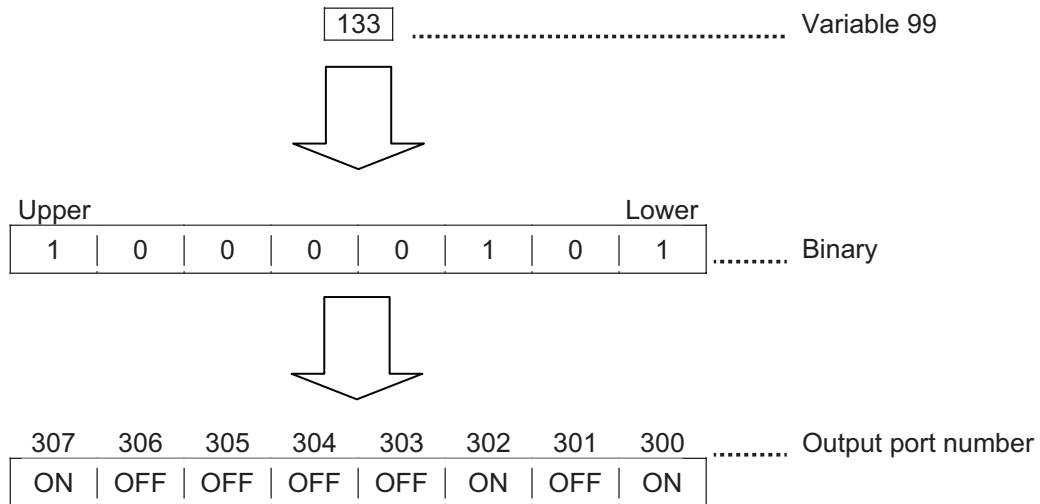 133 Variable 99
Upper Lower
1 0 0 0 0 1 0 1 Binary
307 306 305 304 303 302 301 300 Output port number
ON OFF OFF OFF OFF ON OFF ON